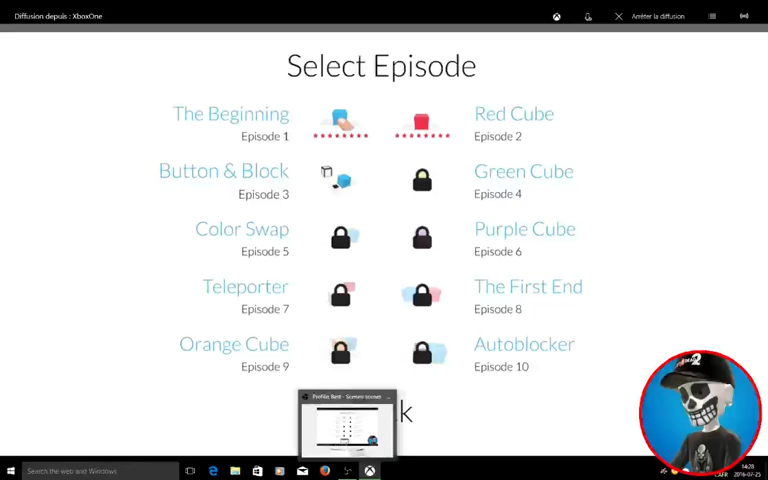 Diffusion depuis : XboxOne
Arrêter la diffusion
Select Episode
The Beginning
Episode 1
Red Cube
Episode 2
Button & Block
Episode 3
Green Cube
Episode 4
Color Swap
Episode 5
Purple Cube
Episode 6
Teleporter
Episode 7
The First End
Episode 8
Orange Cube
Episode 9
Autoblocker
Episode 10
k
Search the web and Windows
14:28
CAFR
2016-07-25